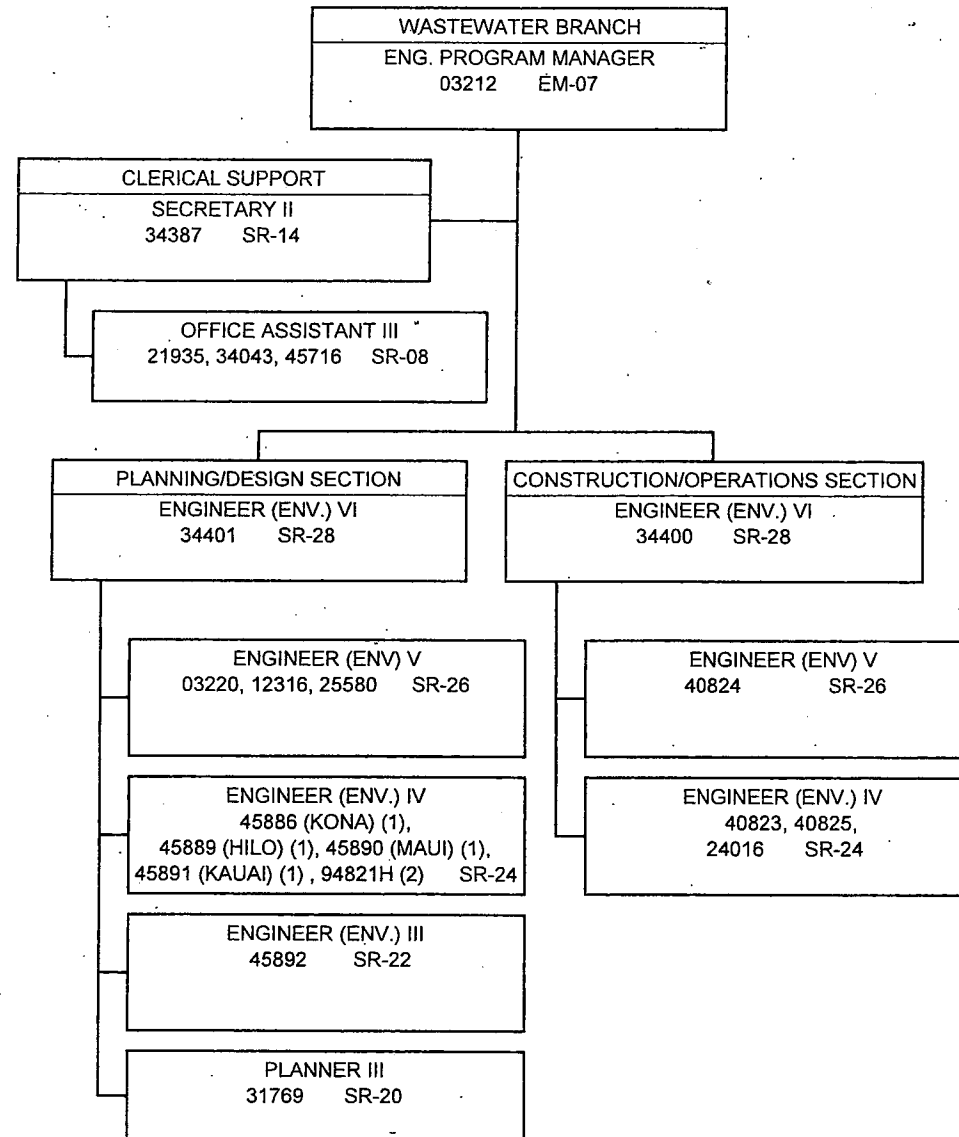 WASTEWATER BRANCH
ENG. PROGRAM MANAGER
03212 EM-07
CLERICAL SUPPORT
SECRETARY II
34387 SR-14
OFFICE ASSISTANT III
21935, 34043, 45716 SR-08
PLANNING/DESIGN SECTION
ENGINEER (ENV.) VI
34401 SR-28
ENGINEER (ENV) V
03220, 12316, 25580 SR-26
ENGINEER (ENV.) IV
45886 (KONA) (1),
45889 (HILO) (1), 45890 (MAUI) (1),
45891 (KAUAI) (1) , 94821H (2) SR-24
ENGINEER (ENV.) III
45892 SR-22
PLANNER III
31769 SR-20
CONSTRUCTION/OPERATIONS SECTION
ENGINEER (ENV.) VI
34400 SR-28
ENGINEER (ENV) V
40824 SR-26
ENGINEER (ENV.) IV
40823, 40825,
24016 SR-24